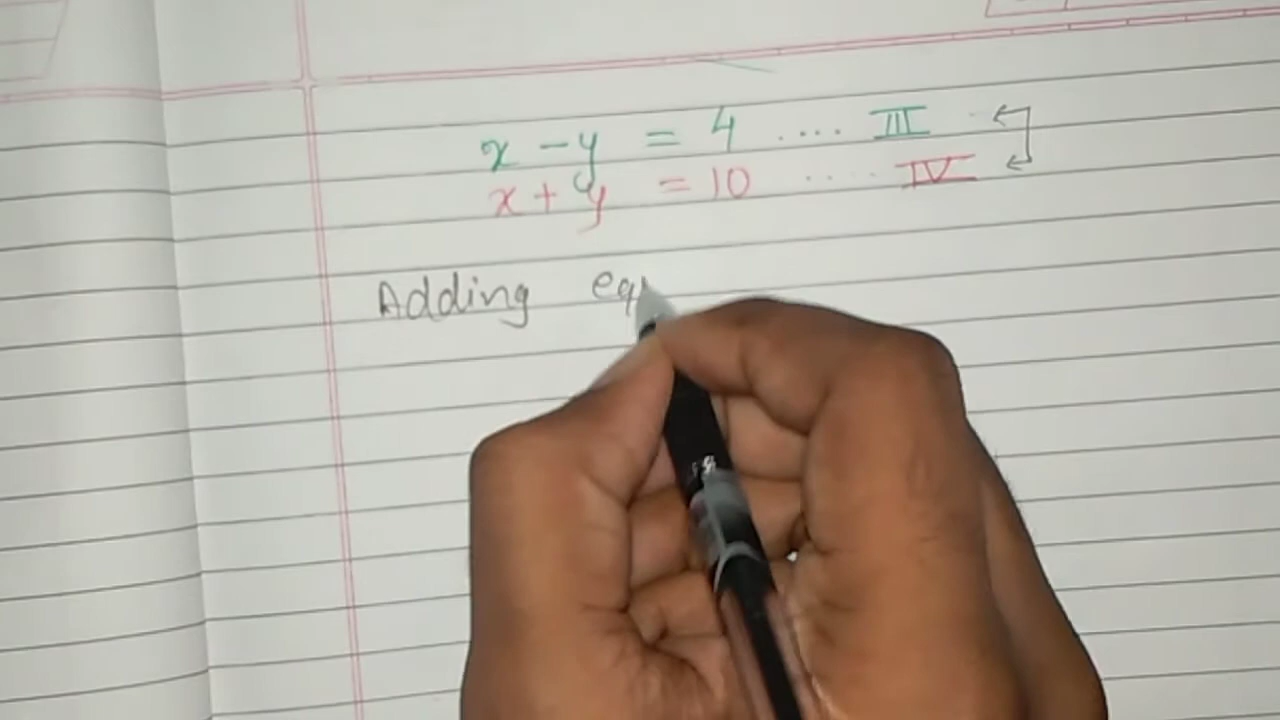 x - y = 4 .... III
x + y = 10 .... IV
Adding eq